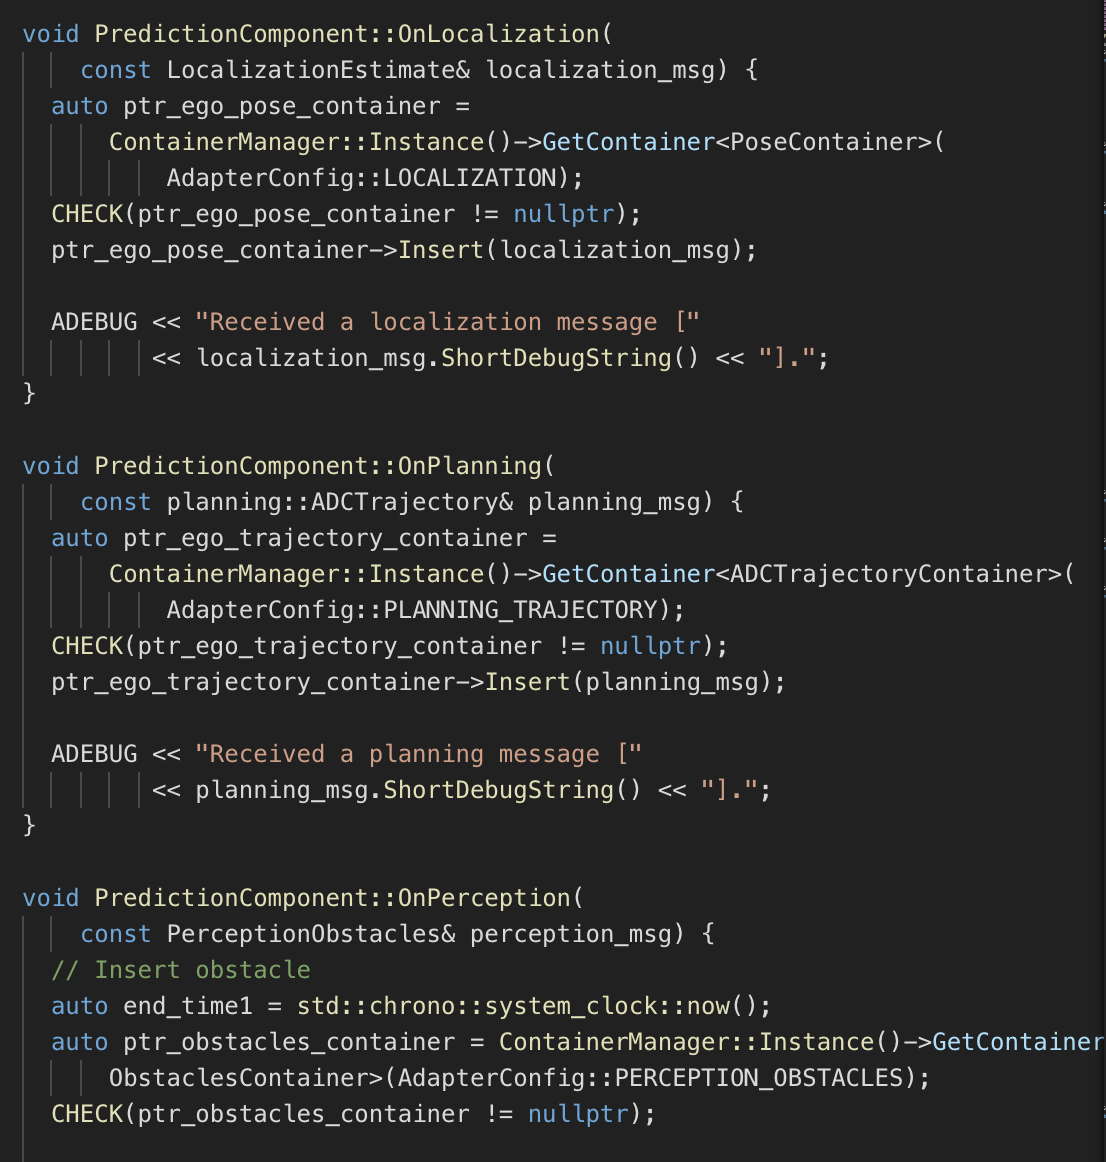 void PredictionComponent::OnLocalization(
    const LocalizationEstimate& localization_msg) {
  auto ptr_ego_pose_container =
      ContainerManager::Instance()->GetContainer<PoseContainer>(
          AdapterConfig::LOCALIZATION);
  CHECK(ptr_ego_pose_container != nullptr);
  ptr_ego_pose_container->Insert(localization_msg);

  ADEBUG << "Received a localization message ["
         << localization_msg.ShortDebugString() << "].";
}

void PredictionComponent::OnPlanning(
    const planning::ADCTrajectory& planning_msg) {
  auto ptr_ego_trajectory_container =
      ContainerManager::Instance()->GetContainer<ADCTrajectoryContainer>(
          AdapterConfig::PLANNING_TRAJECTORY);
  CHECK(ptr_ego_trajectory_container != nullptr);
  ptr_ego_trajectory_container->Insert(planning_msg);

  ADEBUG << "Received a planning message ["
         << planning_msg.ShortDebugString() << "].";
}

void PredictionComponent::OnPerception(
    const PerceptionObstacles& perception_msg) {
  // Insert obstacle
  auto end_time1 = std::chrono::system_clock::now();
  auto ptr_obstacles_container = ContainerManager::Instance()->GetContainer
      ObstaclesContainer>(AdapterConfig::PERCEPTION_OBSTACLES);
  CHECK(ptr_obstacles_container != nullptr);